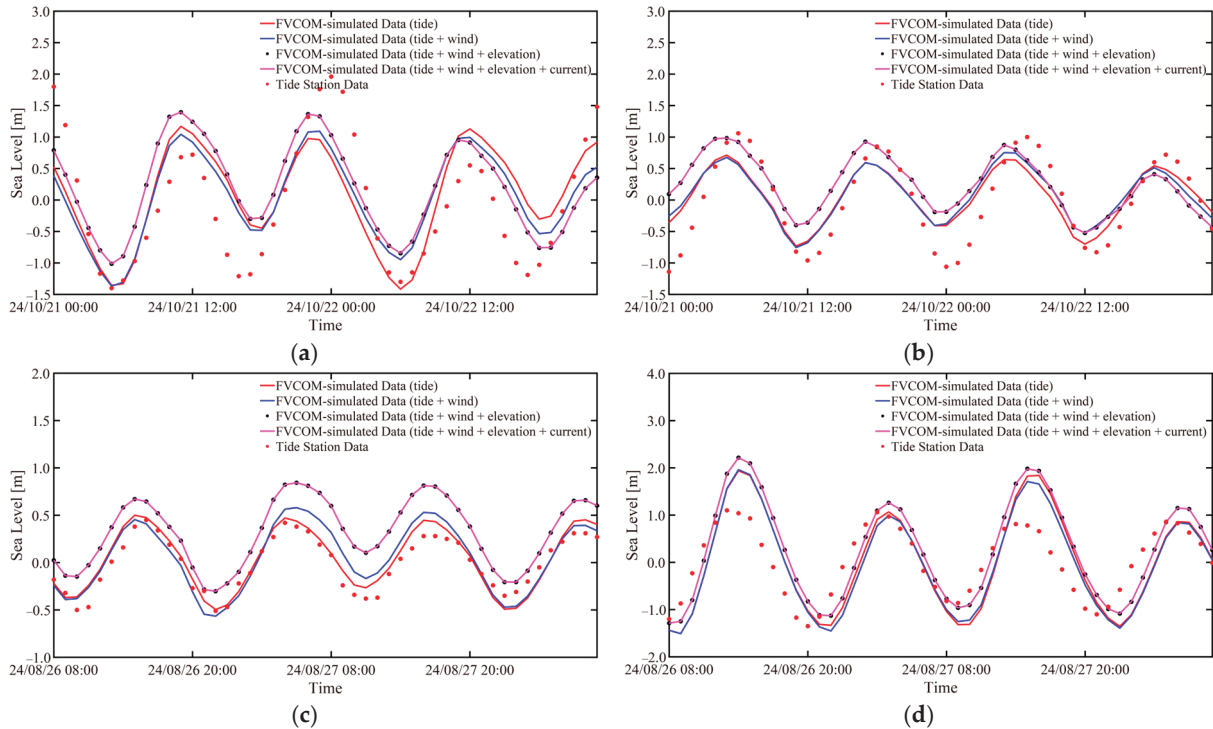 3.0
2.5
2.0
1.5
1.0
0.5
0.0
−0.5
−1.0
−1.5
Sea Level [m]
FVCOM-simulated Data (tide)
FVCOM-simulated Data (tide + wind)
FVCOM-simulated Data (tide + wind + elevation)
FVCOM-simulated Data (tide + wind + elevation + current)
Tide Station Data
24/10/21 00:00 24/10/21 12:00 24/10/22 00:00 24/10/22 12:00
Time
(a)
3.0
2.5
2.0
1.5
1.0
0.5
0.0
−0.5
−1.0
−1.5
Sea Level [m]
FVCOM-simulated Data (tide)
FVCOM-simulated Data (tide + wind)
FVCOM-simulated Data (tide + wind + elevation)
FVCOM-simulated Data (tide + wind + elevation + current)
Tide Station Data
24/10/21 00:00 24/10/21 12:00 24/10/22 00:00 24/10/22 12:00
Time
(b)
2.0
1.5
1.0
0.5
0.0
−0.5
−1.0
Sea Level [m]
FVCOM-simulated Data (tide)
FVCOM-simulated Data (tide + wind)
FVCOM-simulated Data (tide + wind + elevation)
FVCOM-simulated Data (tide + wind + elevation + current)
Tide Station Data
24/08/26 08:00 24/08/26 20:00 24/08/27 08:00 24/08/27 20:00
Time
(c)
4.0
3.0
2.0
1.0
0.0
−1.0
−2.0
Sea Level [m]
FVCOM-simulated Data (tide)
FVCOM-simulated Data (tide + wind)
FVCOM-simulated Data (tide + wind + elevation)
FVCOM-simulated Data (tide + wind + elevation + current)
Tide Station Data
24/08/26 08:00 24/08/26 20:00 24/08/27 08:00 24/08/27 20:00
Time
(d)